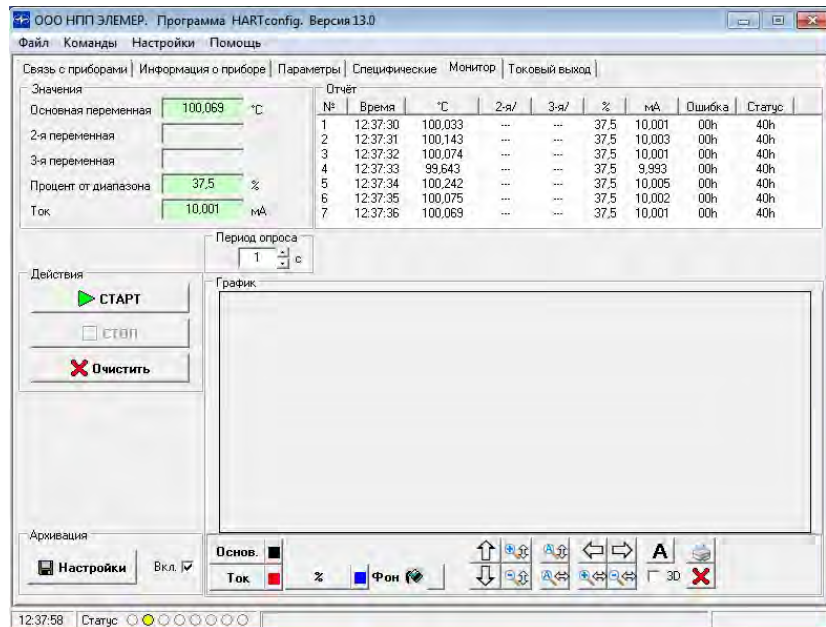 ООО НПП ЭЛЕМЕР. Программа HARTconfig. Версия 13.0
Файл Команды Настройки Помощь
Связь с приборами Информация о приборе Параметры Специфические Монитор Токовый выход
Значения
Основная переменная 100,069 °C
2-я переменная
3-я переменная
Процент от диапазона 37,5 %
Ток 10,001 мА
Отчёт
№ Время °C 2-я/ 3-я/ % мА Ошибка Статус
1 12:37:30 100,033 --- --- 37,5 10,001 00h 40h
2 12:37:31 100,143 --- --- 37,5 10,003 00h 40h
3 12:37:32 100,074 --- --- 37,5 10,001 00h 40h
4 12:37:33 99,643 --- --- 37,5 9,993 00h 40h
5 12:37:34 100,242 --- --- 37,5 10,005 00h 40h
6 12:37:35 100,075 --- --- 37,5 10,002 00h 40h
7 12:37:36 100,069 --- --- 37,5 10,001 00h 40h
Период опроса
1 с
Действия
СТАРТ
СТОП
Очистить
График
Архивация
Настройки Вкл.
Основ.
Ток % Фон
A
3D
12:37:58 Статус